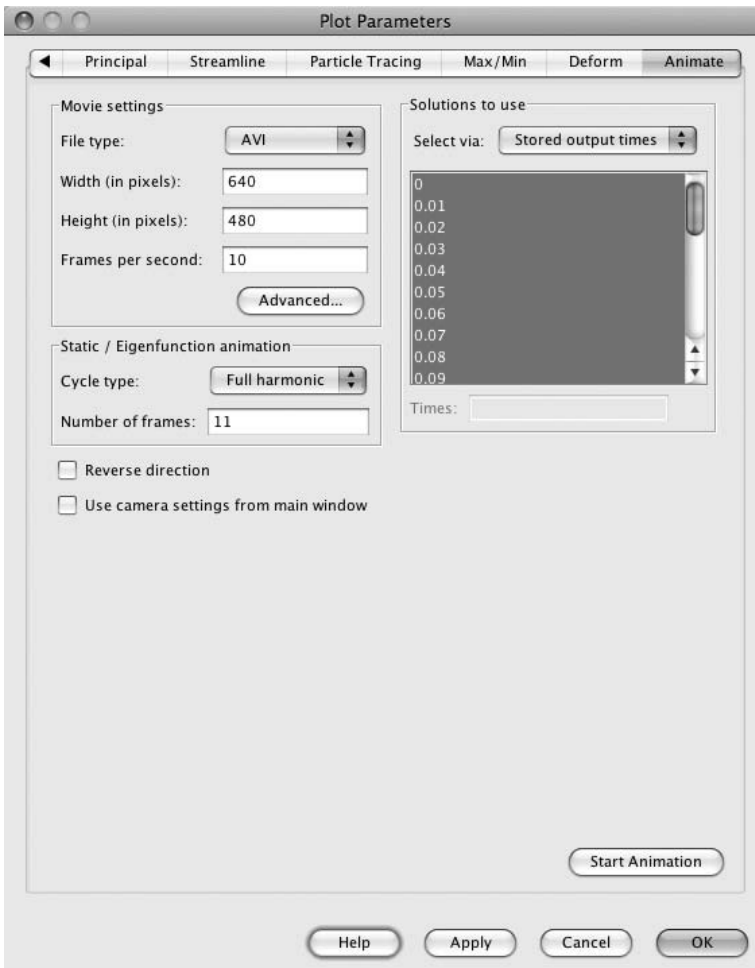 Plot Parameters
Principal Streamline Particle Tracing Max/Min Deform Animate
Movie settings
File type: AVI
Width (in pixels): 640
Height (in pixels): 480
Frames per second: 10
Advanced...
Static / Eigenfunction animation
Cycle type: Full harmonic
Number of frames: 11
Reverse direction
Use camera settings from main window
Solutions to use
Select via: Stored output times
0
0.01
0.02
0.03
0.04
0.05
0.06
0.07
0.08
0.09
Times:
Start Animation
Help Apply Cancel OK